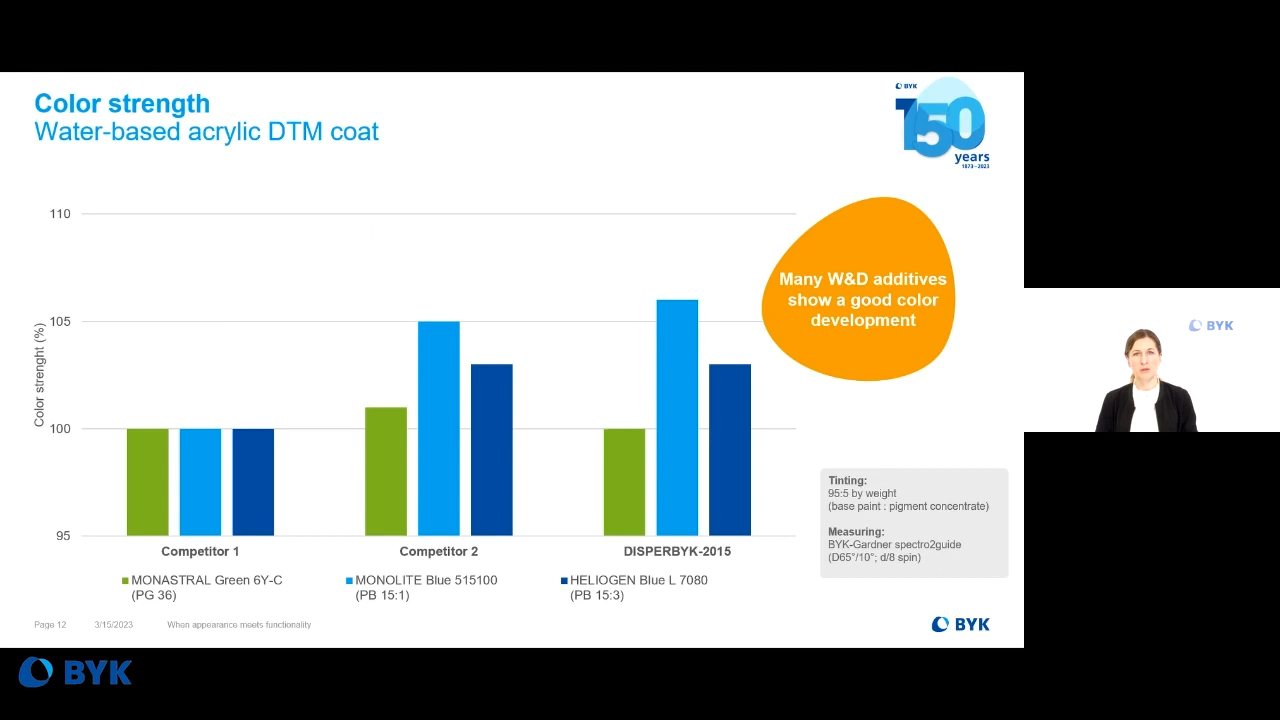 Color strength
Water-based acrylic DTM coat
BYK
150
years
1873–2023
110
105
100
95
Color strenght (%)
Many W&D additives
show a good color
development
BYK
Tinting:
95:5 by weight
(base paint : pigment concentrate)
Measuring:
BYK-Gardner spectro2guide
(D65°/10°; d/8 spin)
Competitor 1
Competitor 2
DISPERBYK-2015
MONASTRAL Green 6Y-C
(PG 36)
MONOLITE Blue 515100
(PB 15:1)
HELIOGEN Blue L 7080
(PB 15:3)
Page 12
3/15/2023
When appearance meets functionality
BYK
BYK